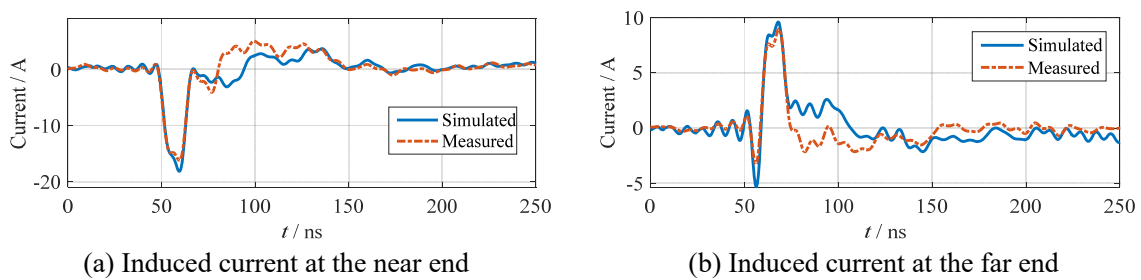 Current / A
0
-10
-20
Simulated
Measured
0 50 100 150 200 250
t / ns
(a) Induced current at the near end
Current / A
10
5
0
-5
Simulated
Measured
0 50 100 150 200 250
t / ns
(b) Induced current at the far end